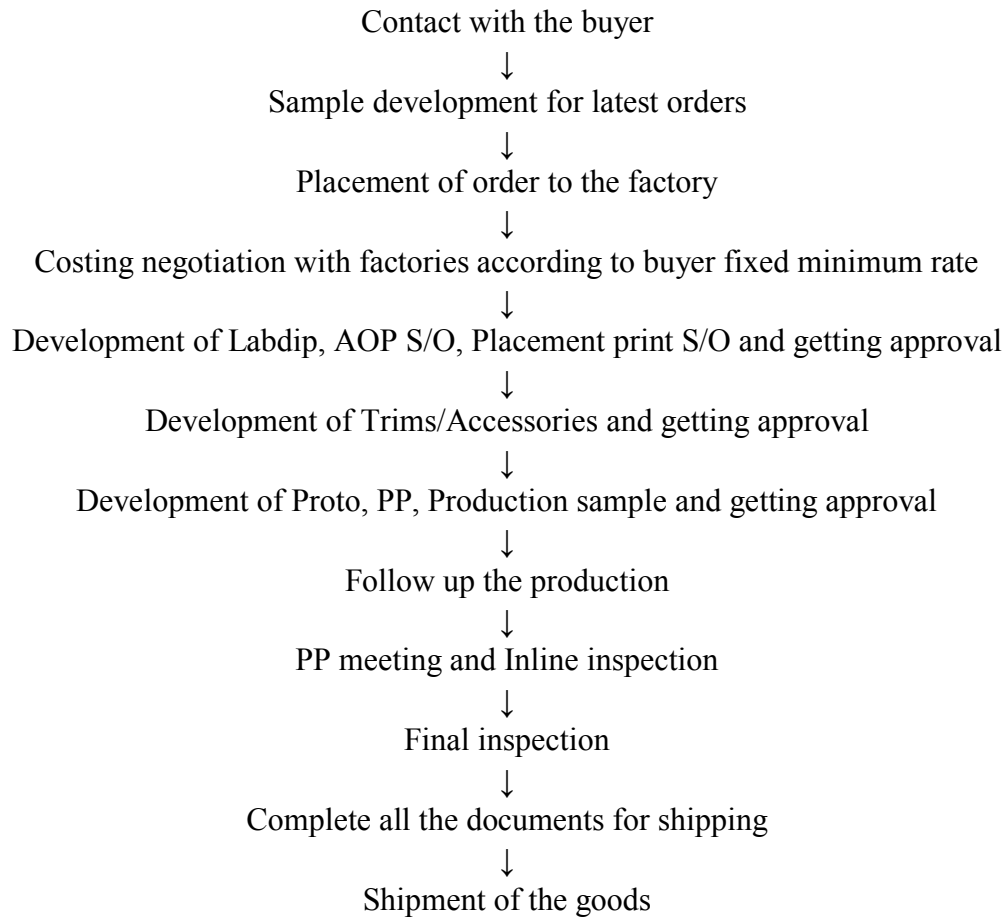 Contact with the buyer
↓
Sample development for latest orders
↓
Placement of order to the factory
↓
Costing negotiation with factories according to buyer fixed minimum rate
↓
Development of Labdip, AOP S/O, Placement print S/O and getting approval
↓
Development of Trims/Accessories and getting approval
↓
Development of Proto, PP, Production sample and getting approval
↓
Follow up the production
↓
PP meeting and Inline inspection
↓
Final inspection
↓
Complete all the documents for shipping
↓
Shipment of the goods